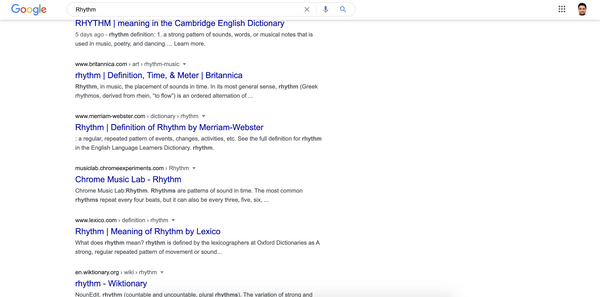 Google
Rhythm
RHYTHM | meaning in the Cambridge English Dictionary
5 days ago - rhythm definition: 1. a strong pattern of sounds, words, or musical notes that is
used in music, poetry, and dancing ... Learn more.
www.britannica.com › art › rhythm-music
rhythm | Definition, Time, & Meter | Britannica
Rhythm, in music, the placement of sounds in time. In its most general sense, rhythm (Greek
rhythmos, derived from rhein, "to flow") is an ordered alternation of ...
www.merriam-webster.com › dictionary › rhythm
Rhythm | Definition of Rhythm by Merriam-Webster
: a regular, repeated pattern of events, changes, activities, etc. See the full definition for rhythm
in the English Language Learners Dictionary. rhythm.
musiclab.chromeexperiments.com › Rhythm
Chrome Music Lab - Rhythm
Chrome Music Lab:Rhythm. Rhythms are patterns of sound in time. The most common
rhythms repeat every four beats, but it can also be every three, five, six, ...
www.lexico.com › definition › rhythm
Rhythm | Meaning of Rhythm by Lexico
What does rhythm mean? rhythm is defined by the lexicographers at Oxford Dictionaries as A
strong, regular repeated pattern of movement or sound...
en.wiktionary.org › wiki › rhythm
rhythm - Wiktionary
NounEdit. rhythm (countable and uncountable, plural rhythms). The variation of strong and